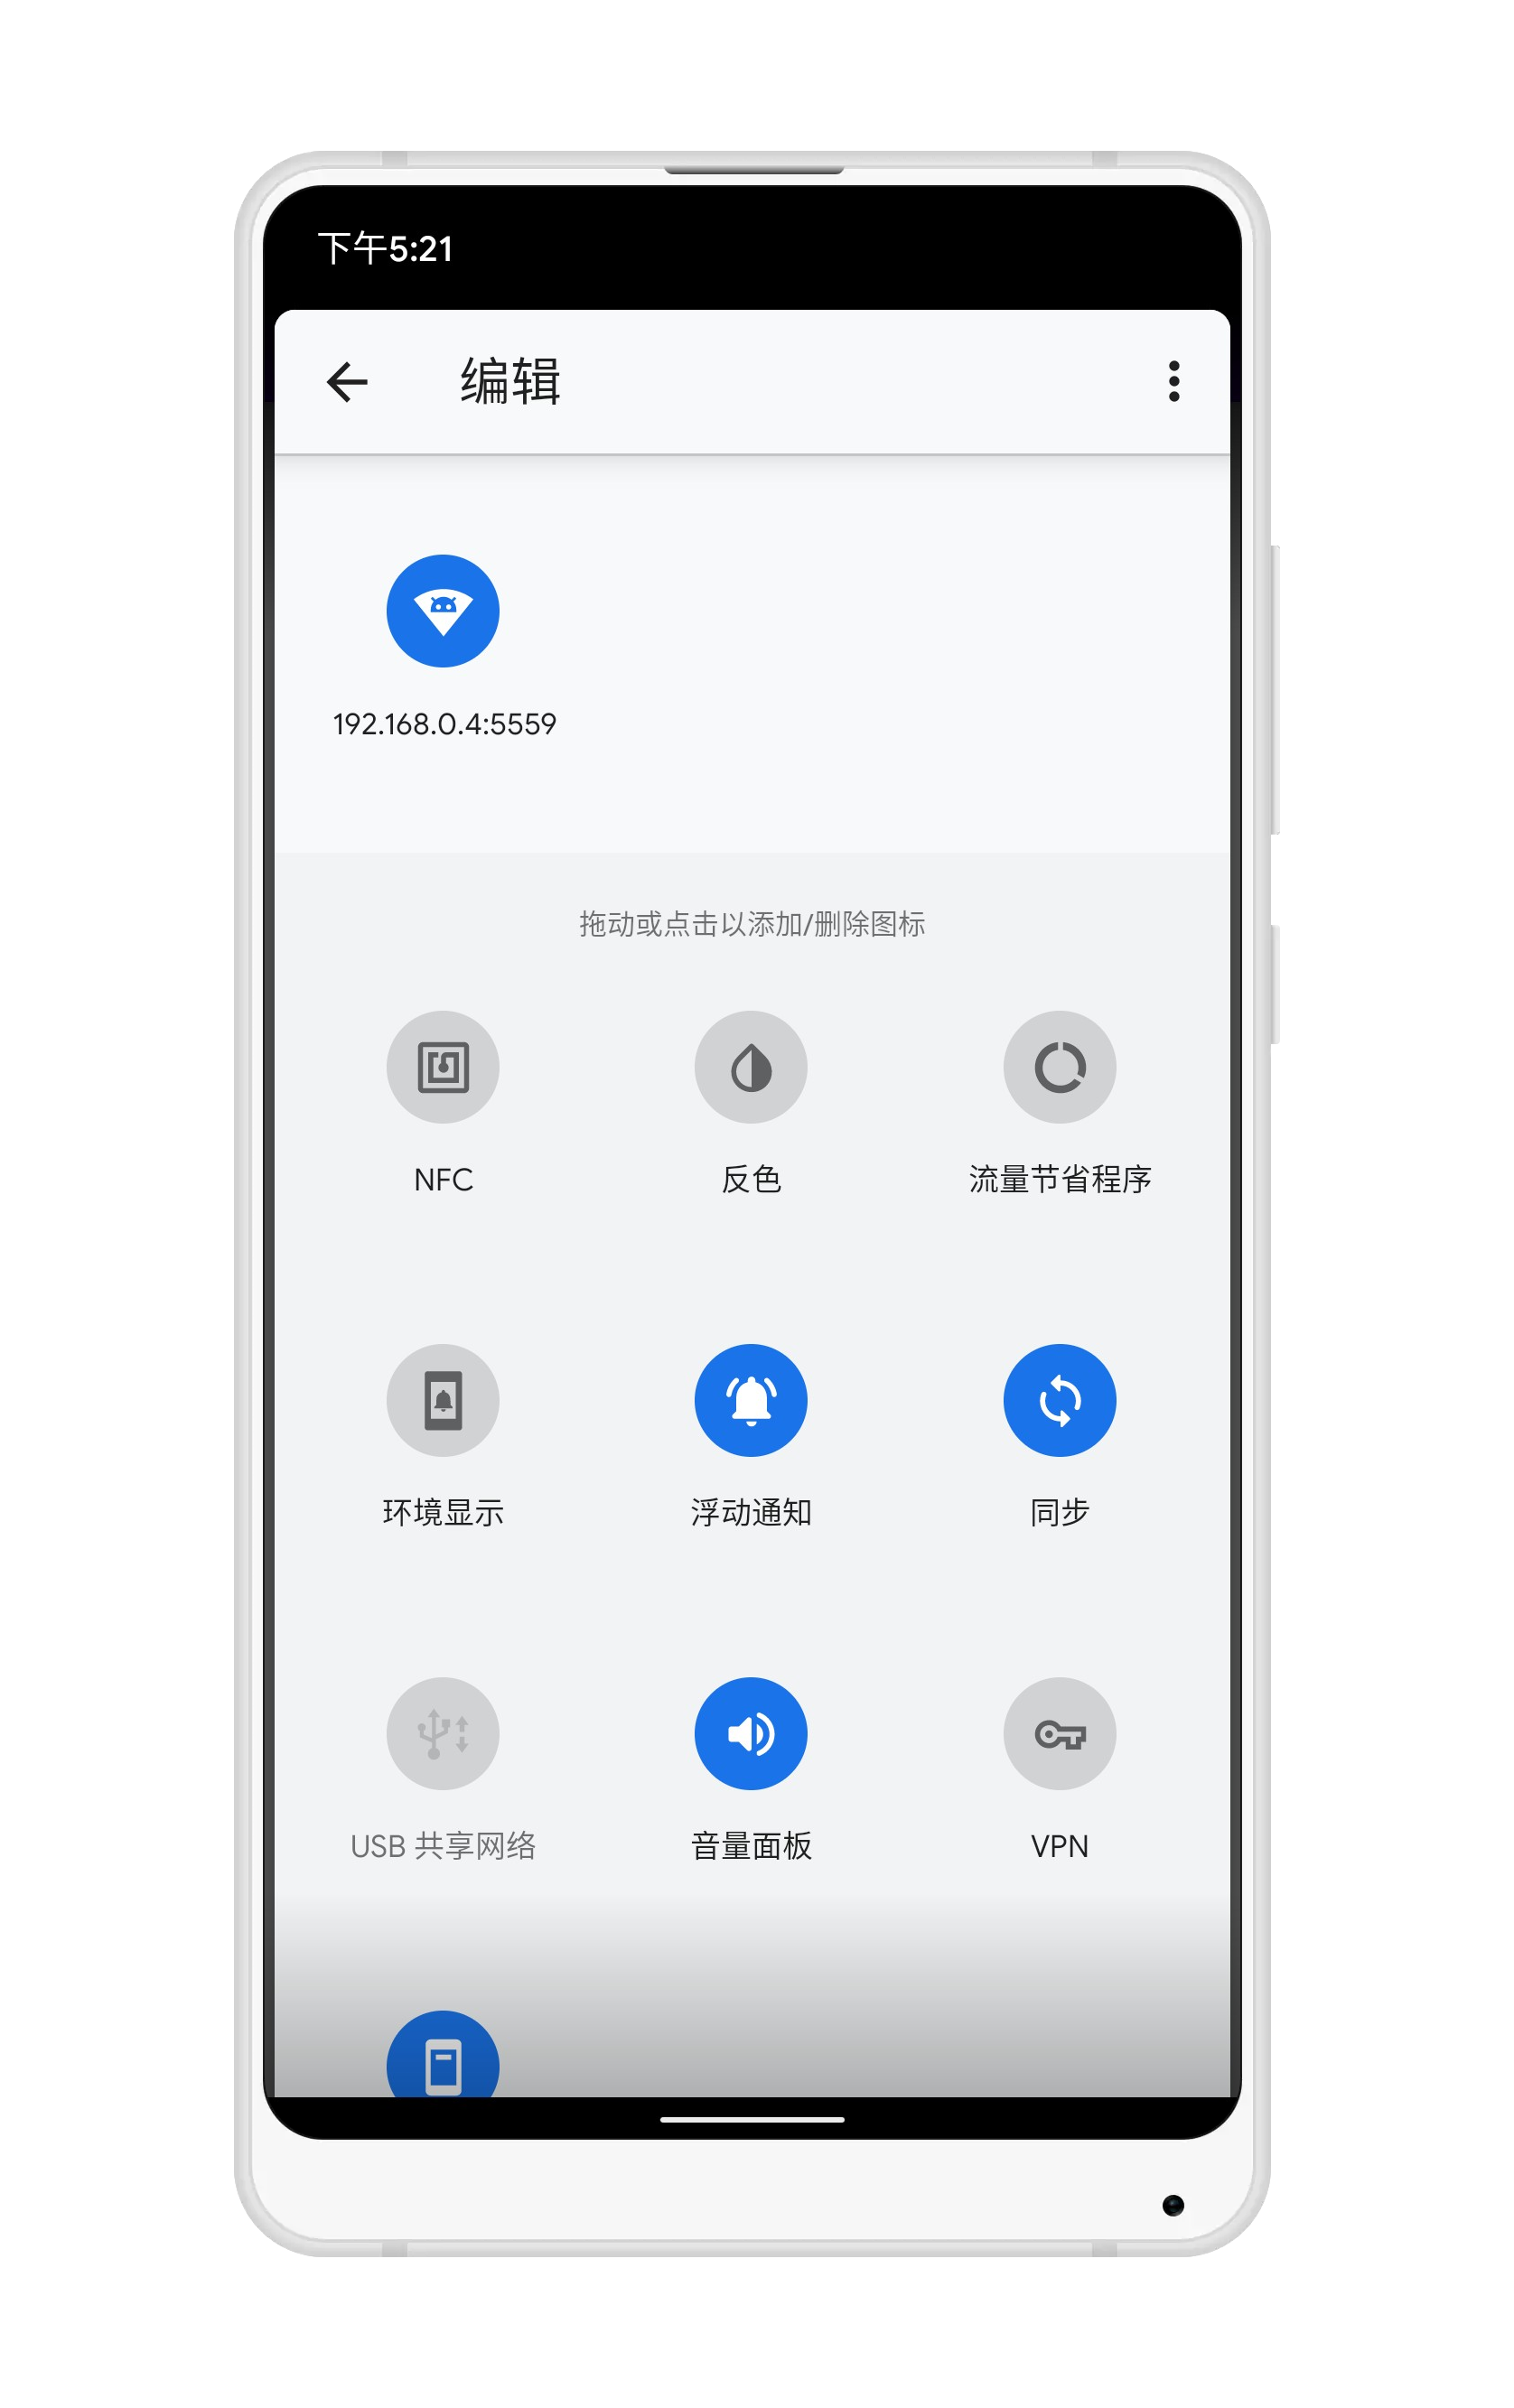 下午5:21
编辑
192.168.0.4:5559
拖动或点击以添加/删除图标
NFC
反色
流量节省程序
环境显示
浮动通知
同步
USB 共享网络
音量面板
VPN